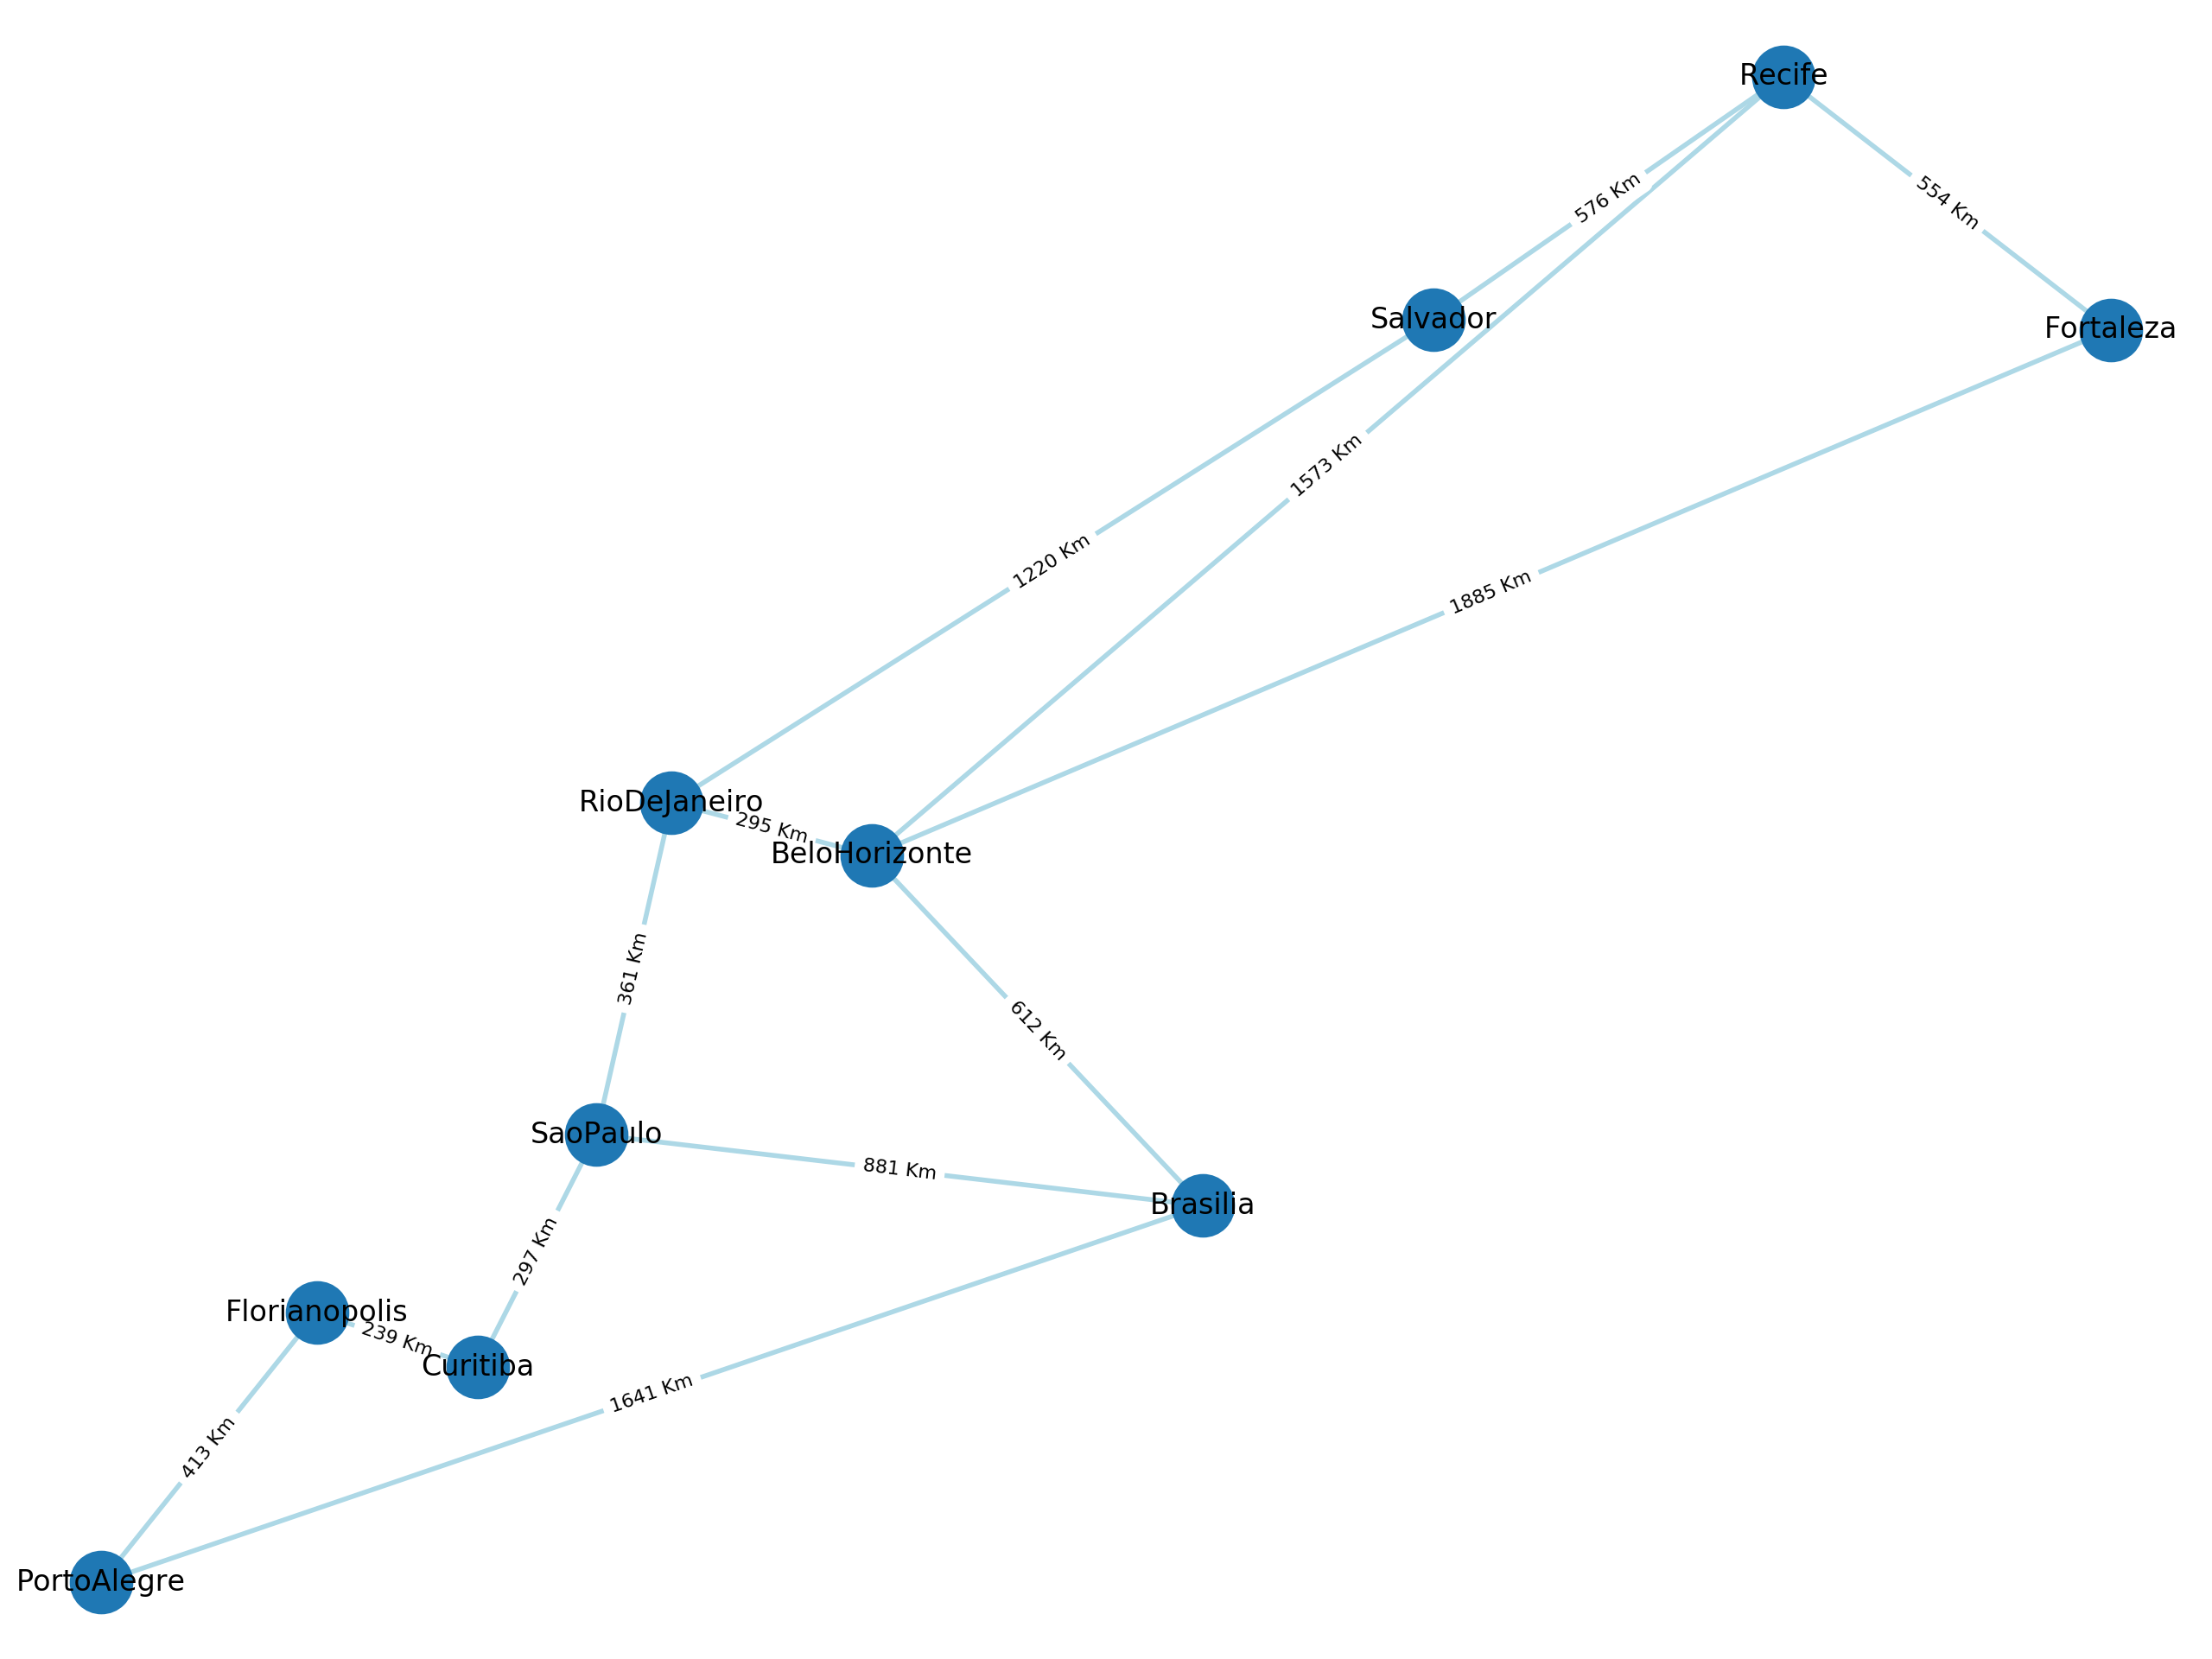 Recife
576 Km
554 Km
Salvador
Fortaleza
1573 Km
1220 Km
1885 Km
RioDeJaneiro
295 Km
BeloHorizonte
361 Km
612 Km
SaoPaulo
881 Km
Brasilia
297 Km
Florianopolis
239 Km
Curitiba
1641 Km
413 Km
PortoAlegre